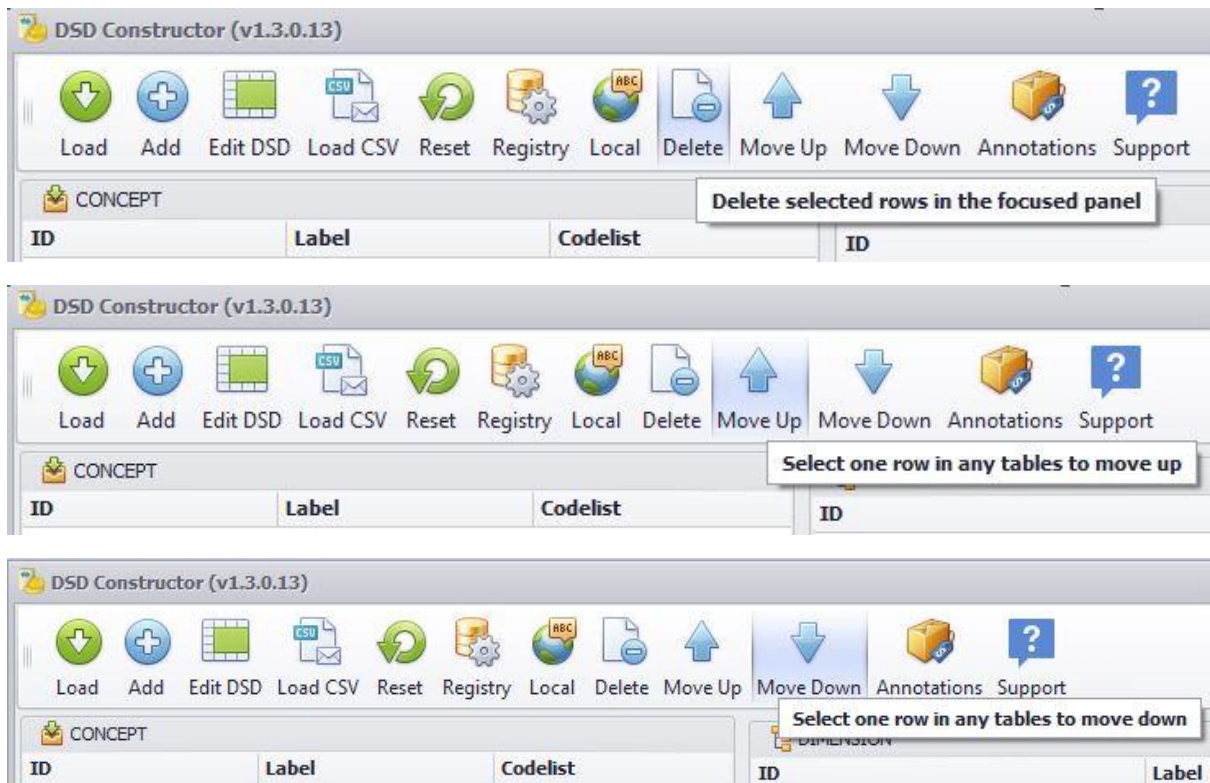 DSD Constructor (v1.3.0.13)
CSV ABC ?
Load Add Edit DSD Load CSV Reset Registry Local Delete Move Up Move Down Annotations Support
CONCEPT
Delete selected rows in the focused panel
ID Label Codelist ID
DSD Constructor (v1.3.0.13)
CSV ABC ?
Load Add Edit DSD Load CSV Reset Registry Local Delete Move Up Move Down Annotations Support
CONCEPT
Select one row in any tables to move up
ID Label Codelist ID
DSD Constructor (v1.3.0.13)
CSV ABC ?
Load Add Edit DSD Load CSV Reset Registry Local Delete Move Up Move Down Annotations Support
Select one row in any tables to move down
CONCEPT DIMENSION
ID Label Codelist ID Label